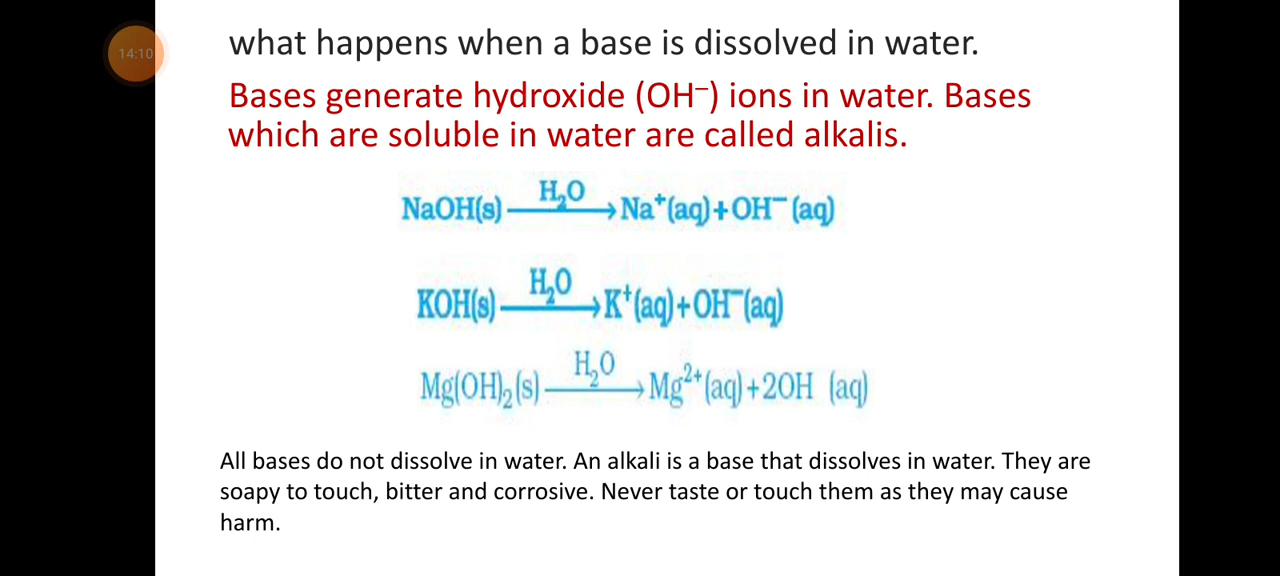 14:10
what happens when a base is dissolved in water.
Bases generate hydroxide (OH⁻) ions in water. Bases
which are soluble in water are called alkalis.
NaOH(s) —H₂O→ Na⁺(aq)+OH⁻(aq)
KOH(s) —H₂O→ K⁺(aq)+OH⁻(aq)
Mg(OH)₂(s) —H₂O→ Mg²⁺(aq)+2OH (aq)
All bases do not dissolve in water. An alkali is a base that dissolves in water. They are
soapy to touch, bitter and corrosive. Never taste or touch them as they may cause
harm.